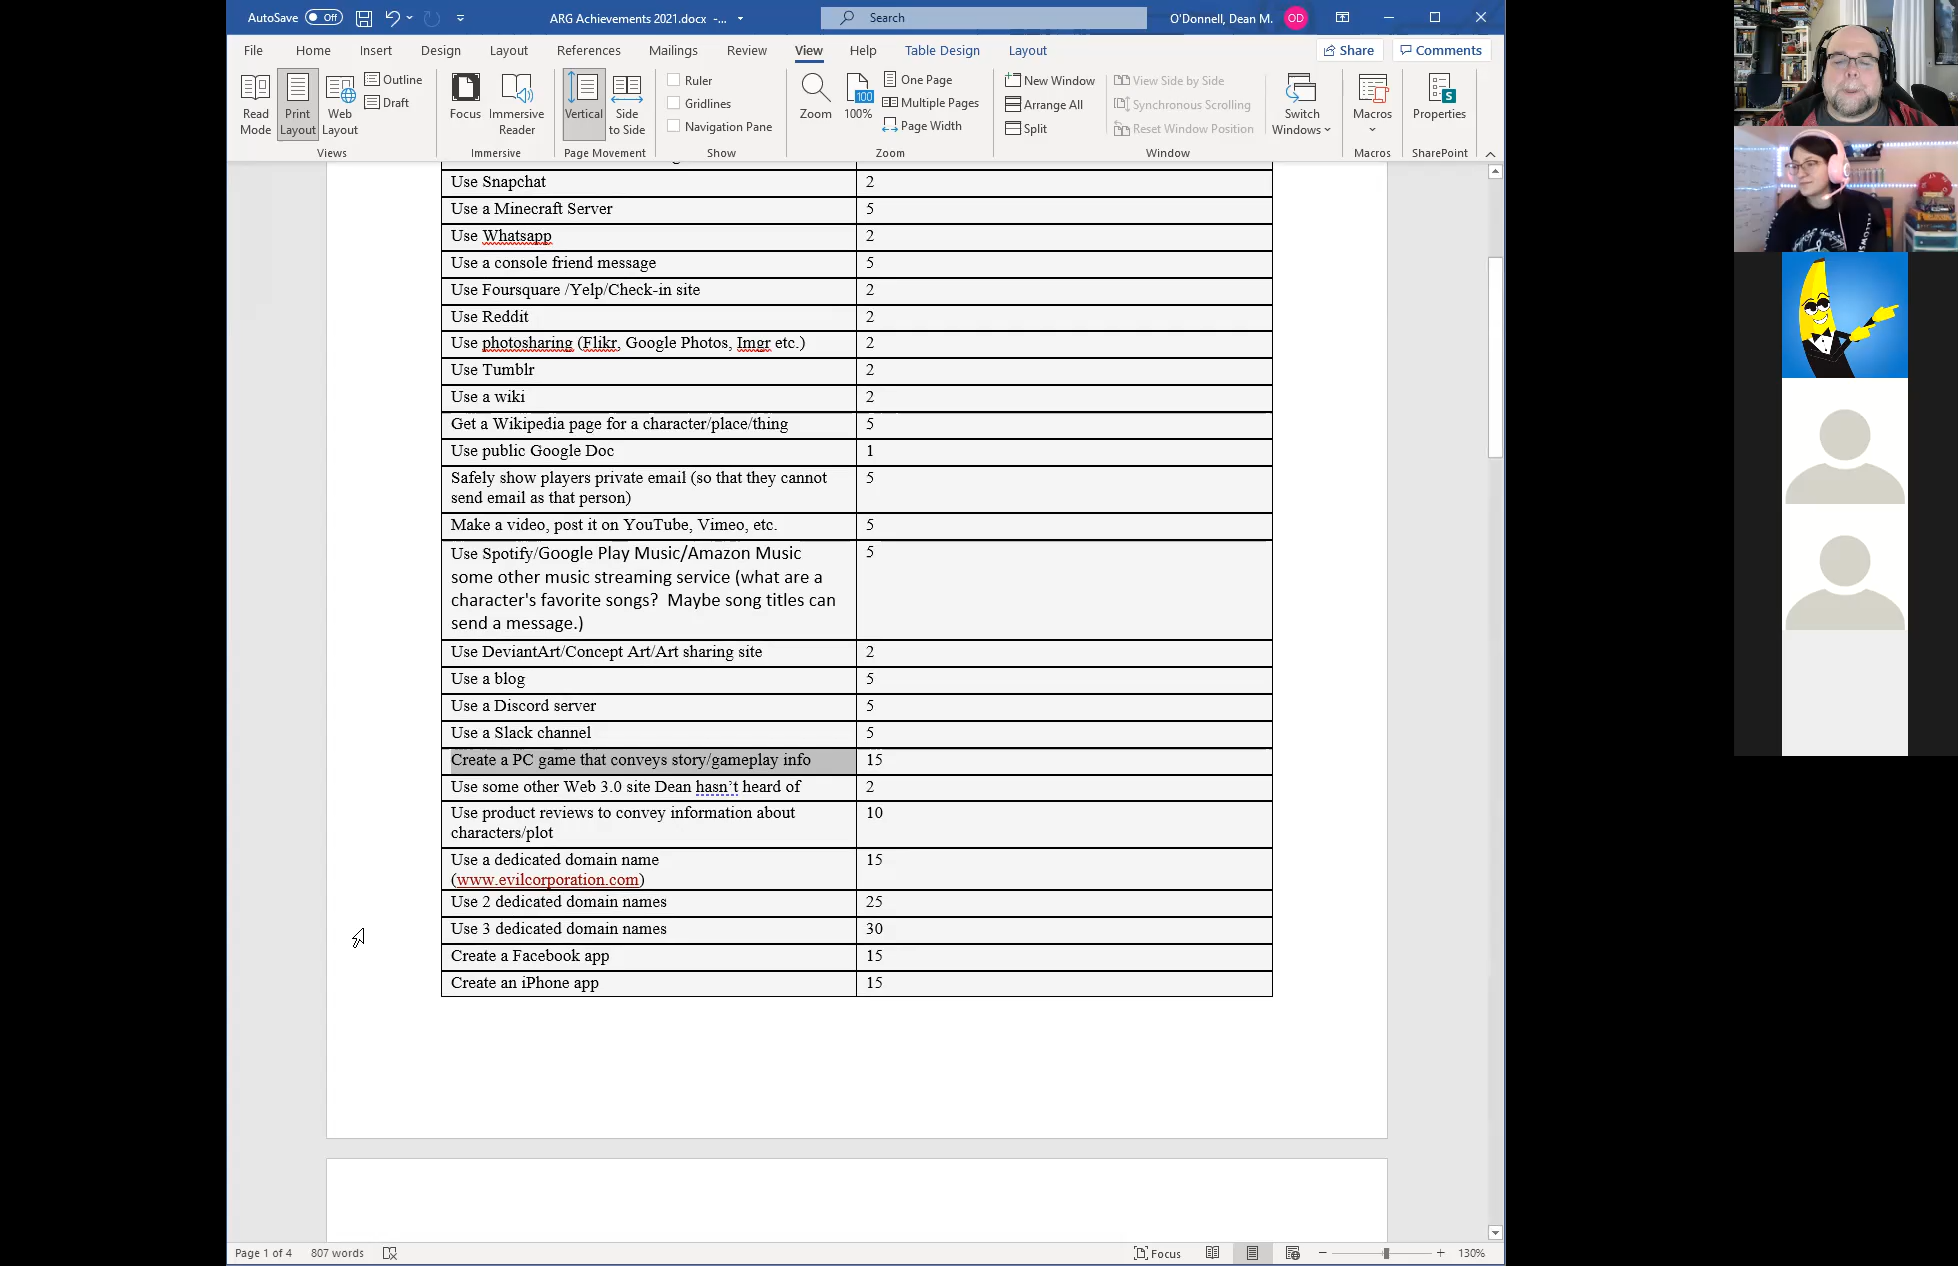 AutoSave Off ARG Achievements 2021.docx -... Search O'Donnell, Dean M. OD
File Home Insert Design Layout References Mailings Review View Help Table Design Layout Share Comments
Read Mode
Print Layout
Web Layout
Outline
Draft
Views
Focus
Immersive Reader
Immersive
Vertical
Side to Side
Page Movement
Ruler
Gridlines
Navigation Pane
Show
Zoom
100
100%
One Page
Multiple Pages
Page Width
Zoom
New Window
Arrange All
Split
View Side by Side
Synchronous Scrolling
Reset Window Position
Switch Windows
Window
Macros
Macros
S
Properties
SharePoint
Use Snapchat 2
Use a Minecraft Server 5
Use Whatsapp 2
Use a console friend message 5
Use Foursquare /Yelp/Check-in site 2
Use Reddit 2
Use photosharing (Flikr, Google Photos, Imgr etc.) 2
Use Tumblr 2
Use a wiki 2
Get a Wikipedia page for a character/place/thing 5
Use public Google Doc 1
Safely show players private email (so that they cannot 5
send email as that person)
Make a video, post it on YouTube, Vimeo, etc. 5
Use Spotify/Google Play Music/Amazon Music 5
some other music streaming service (what are a
character's favorite songs?  Maybe song titles can
send a message.)
Use DeviantArt/Concept Art/Art sharing site 2
Use a blog 5
Use a Discord server 5
Use a Slack channel 5
Create a PC game that conveys story/gameplay info 15
Use some other Web 3.0 site Dean hasn’t heard of 2
Use product reviews to convey information about 10
characters/plot
Use a dedicated domain name 15
(www.evilcorporation.com)
Use 2 dedicated domain names 25
Use 3 dedicated domain names 30
Create a Facebook app 15
Create an iPhone app 15
Page 1 of 4 807 words Focus 130%